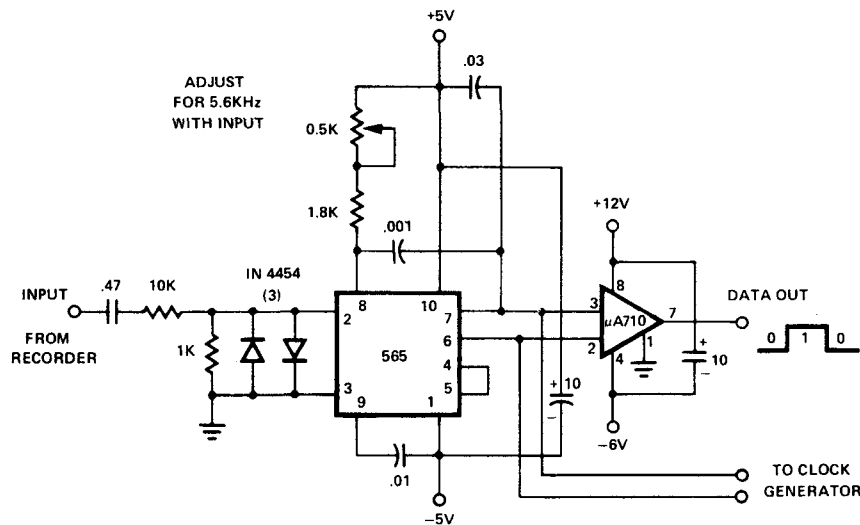 +5V
.03
ADJUST
FOR 5.6KHz
WITH INPUT
0.5K
1.8K
.001
+12V
INPUT
FROM
RECORDER
.47
10K
IN 4454
(3)
1K
8
10
2
7
6
565
4
5
3
9
1
.01
−5V
+
10
−
3
2
8
μA710
7
1
4
+
10
−
−6V
DATA OUT
0
1
0
TO CLOCK
GENERATOR